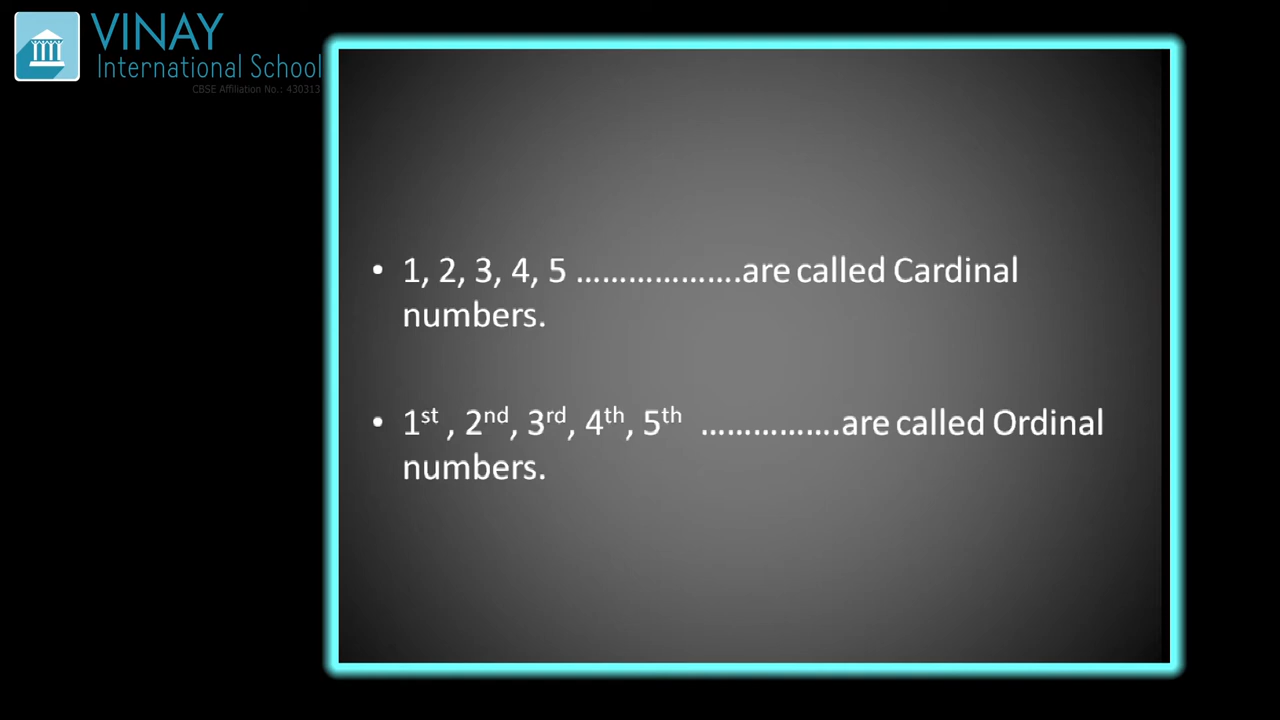 VINAY
International School
CBSE Affiliation No.: 430313
• 1, 2, 3, 4, 5 ……………….are called Cardinal
numbers.
• 1st , 2nd, 3rd, 4th, 5th …………….are called Ordinal
numbers.